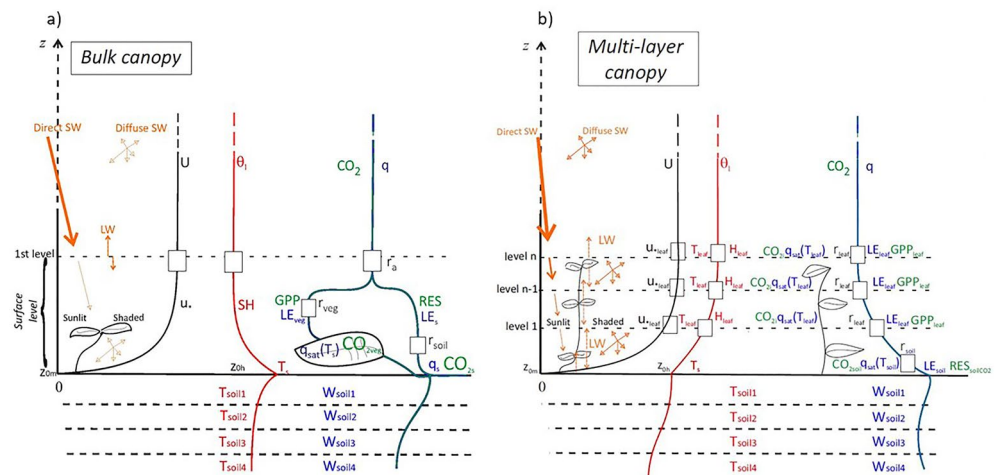 a)
z
Bulk canopy
Direct SW
Diffuse SW
U
θl
CO2
q
LW
1st level
ra
u*
SH
GPP
LEveg
rveg
RES
LEs
Surface level
Sunlit
Shaded
qsat(Ts)
CO2veg
rsoil
qs CO2s
z0m
z0h
Ts
0
Tsoil1
Wsoil1
Tsoil2
Wsoil2
Tsoil3
Wsoil3
Tsoil4
Wsoil4
b)
z
Multi-layer
canopy
Direct SW
Diffuse SW
U
θl
CO2
q
LW
level n
u*leaf
Tleaf
Hleaf
CO2i qsat(Tleaf)
rleaf
LEleaf GPPleaf
level n-1
u*leaf
Tleaf
Hleaf
CO2i qsat(Tleaf)
rleaf
LEleaf GPPleaf
Sunlit
Shaded
level 1
u*leaf
Tleaf
Hleaf
CO2i qsat(Tleaf)
rleaf
LEleaf GPPleaf
LW
rsoil
z0m
z0h
Ts
CO2soil qsat(Tsoil)
LEsoil RESsoilCO2
0
Tsoil1
Wsoil1
Tsoil2
Wsoil2
Tsoil3
Wsoil3
Tsoil4
Wsoil4